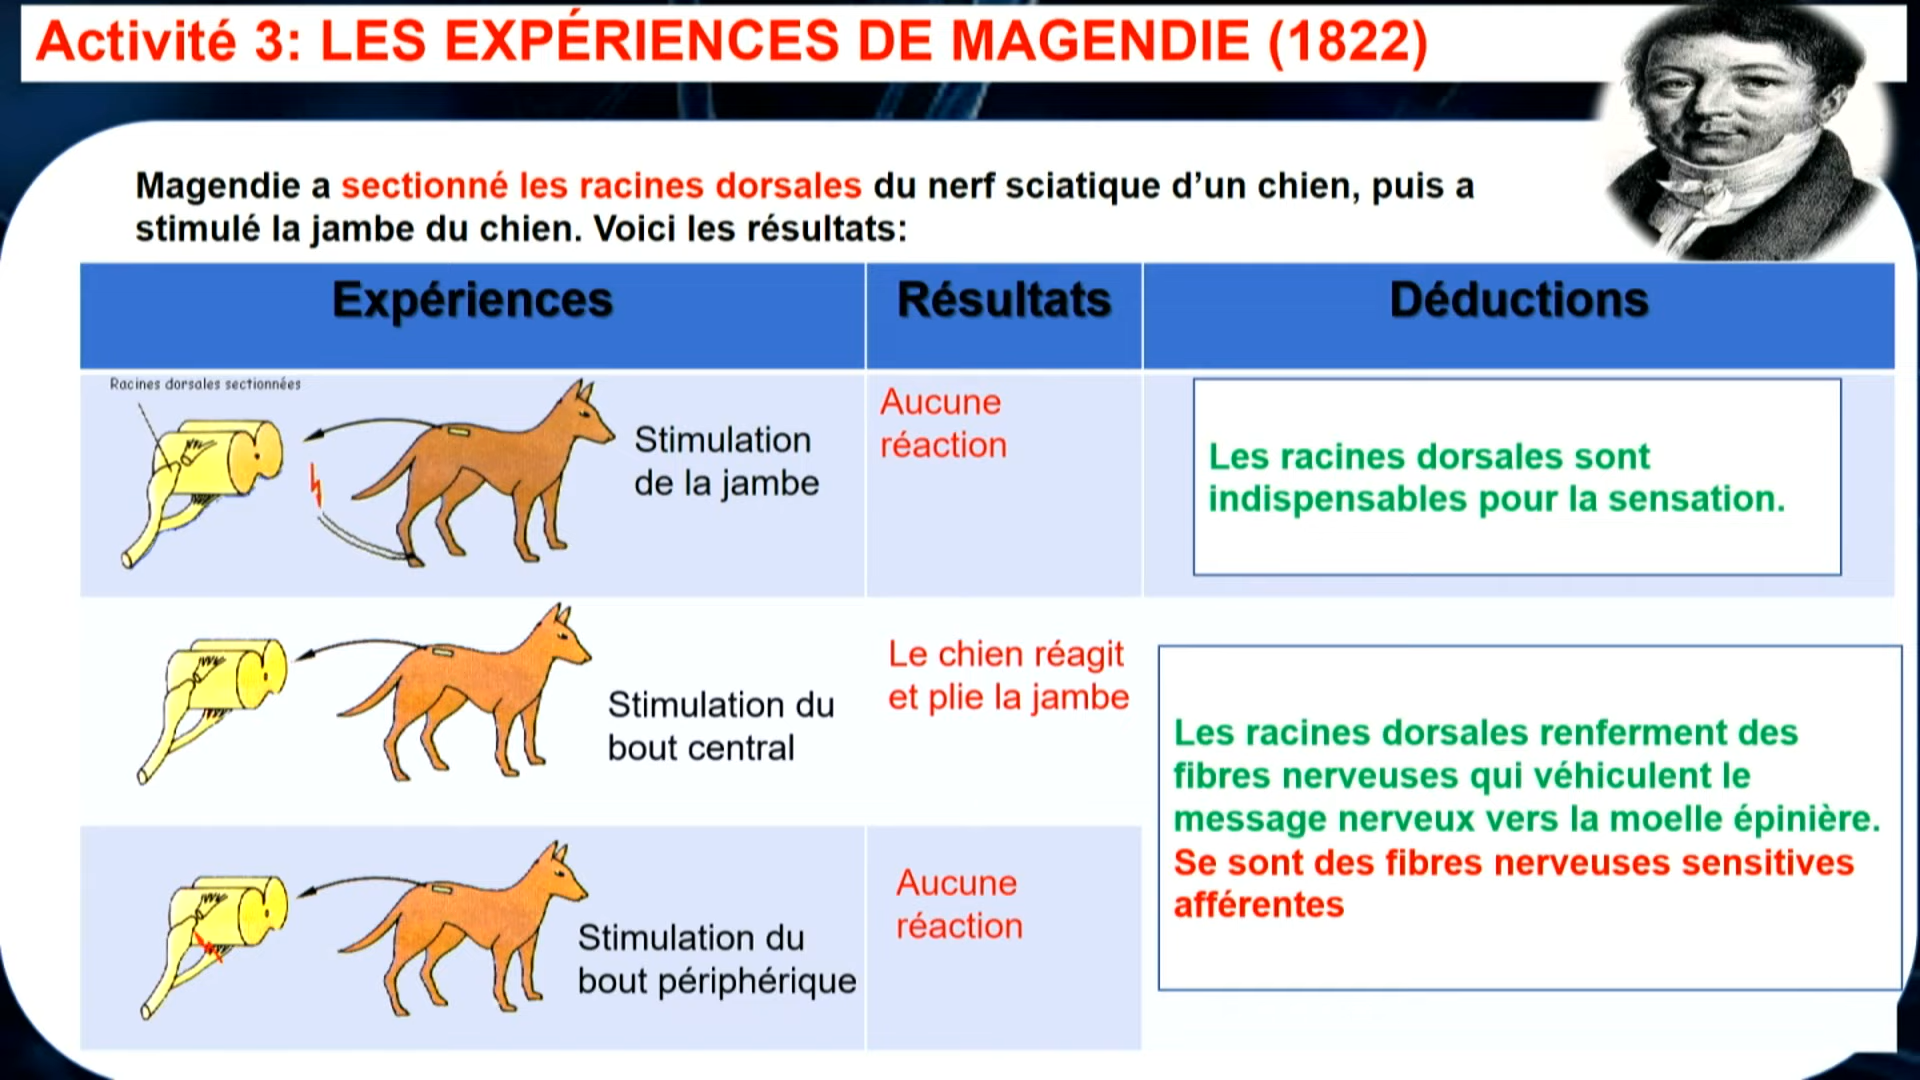 Activité 3: LES EXPÉRIENCES DE MAGENDIE (1822)
Magendie a sectionné les racines dorsales du nerf sciatique d’un chien, puis a
stimulé la jambe du chien. Voici les résultats:
Expériences
Résultats
Déductions
Racines dorsales sectionnées
Stimulation
de la jambe
Aucune
réaction
Les racines dorsales sont
indispensables pour la sensation.
Stimulation du
bout central
Le chien réagit
et plie la jambe
Les racines dorsales renferment des
fibres nerveuses qui véhiculent le
message nerveux vers la moelle épinière.
Se sont des fibres nerveuses sensitives
afférentes
Stimulation du
bout périphérique
Aucune
réaction